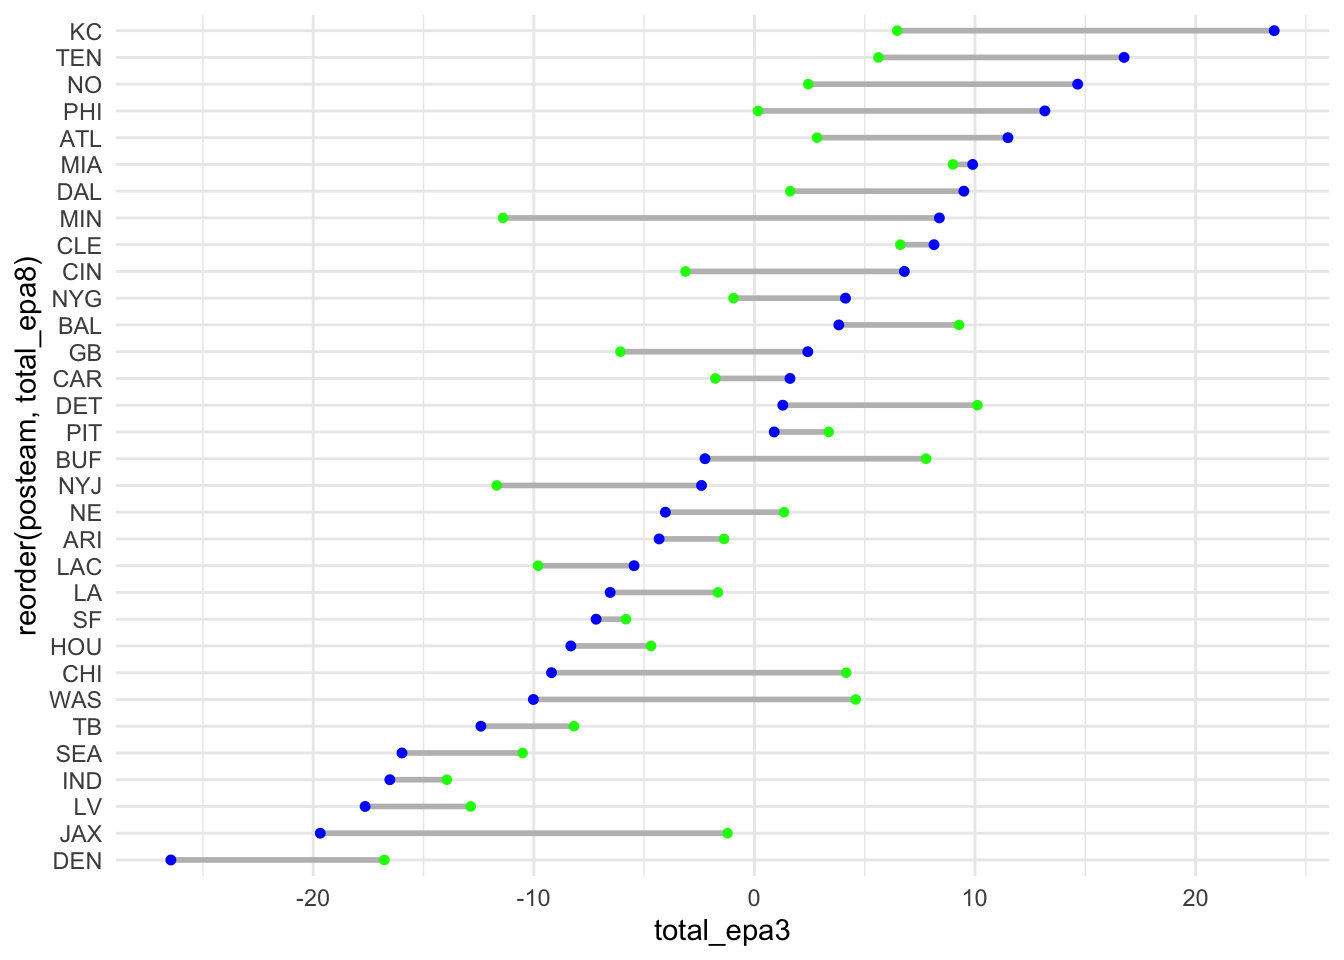 KC
TEN
NO
PHI
ATL
MIA
DAL
MIN
CLE
CIN
NYG
BAL
GB
CAR
DET
PIT
BUF
NYJ
NE
ARI
LAC
LA
SF
HOU
CHI
WAS
TB
SEA
IND
LV
JAX
DEN
reorder(posteam, total_epa8)
-20 -10 0 10 20
total_epa3